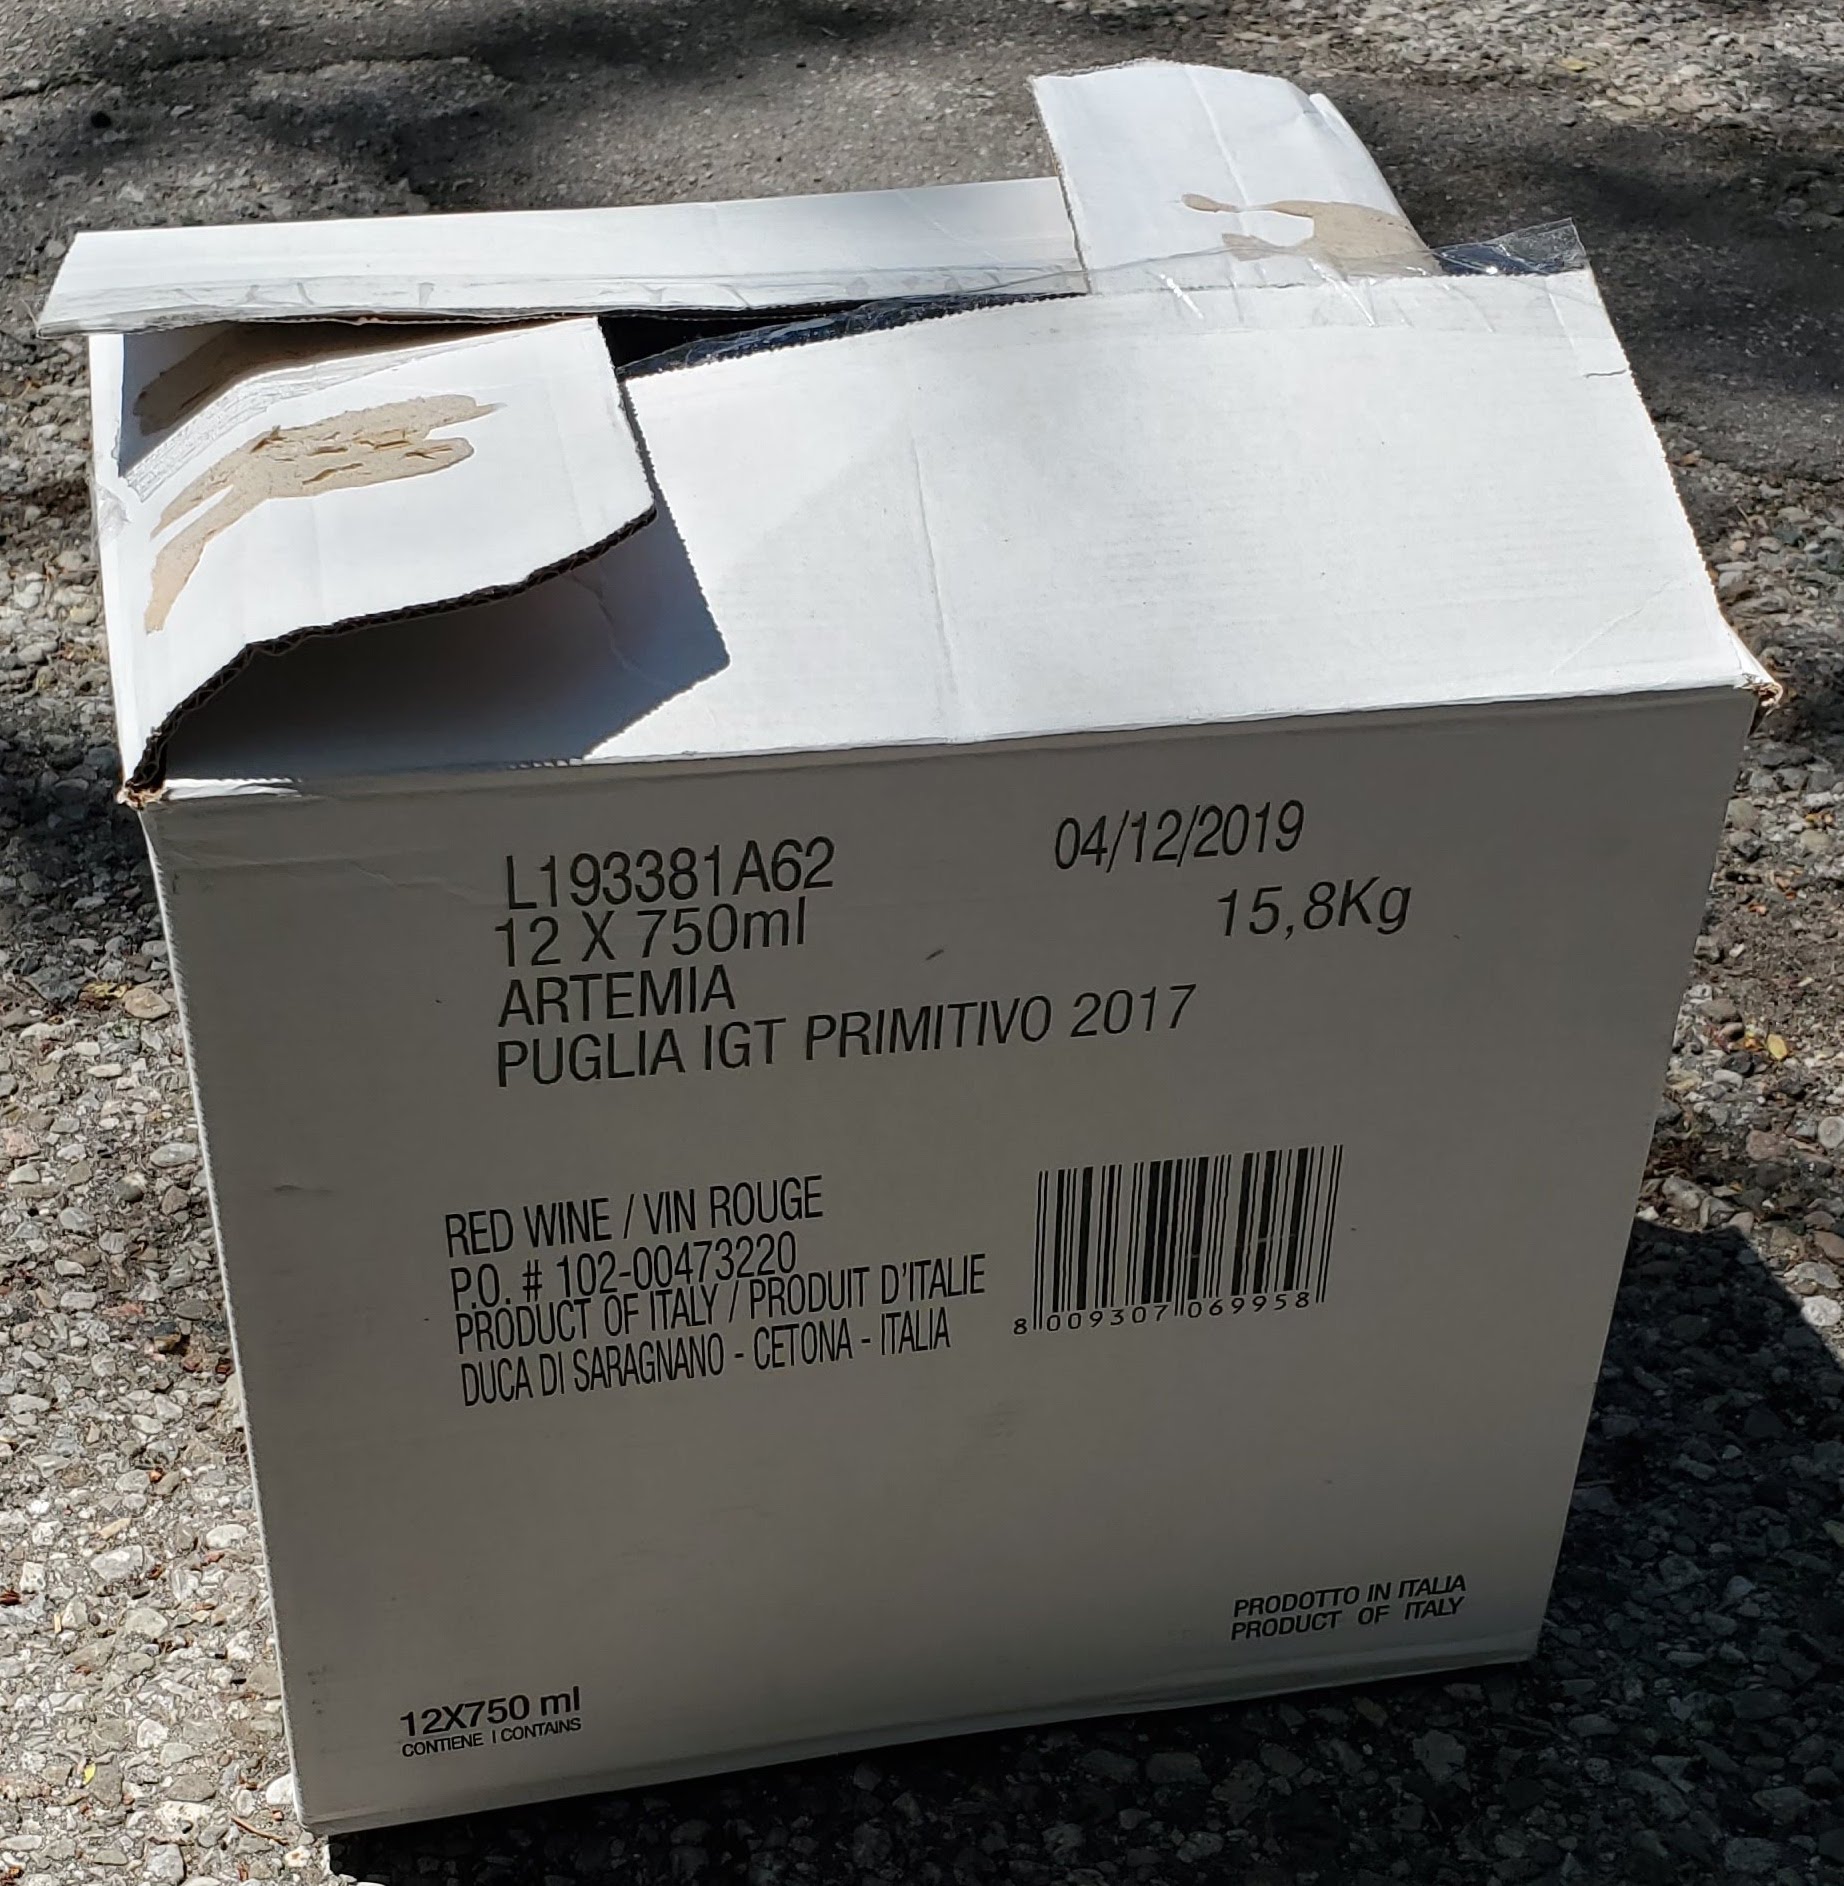 L193381A62 04/12/2019
12 X 750ml 15,8Kg
ARTEMIA
PUGLIA IGT PRIMITIVO 2017
RED WINE / VIN ROUGE
P.O. # 102-00473220
PRODUCT OF ITALY / PRODUIT D'ITALIE
DUCA DI SARAGNANO - CETONA - ITALIA
8 009307 069958
PRODOTTO IN ITALIA
PRODUCT OF ITALY
12X750 ml
CONTIENE I CONTAINS